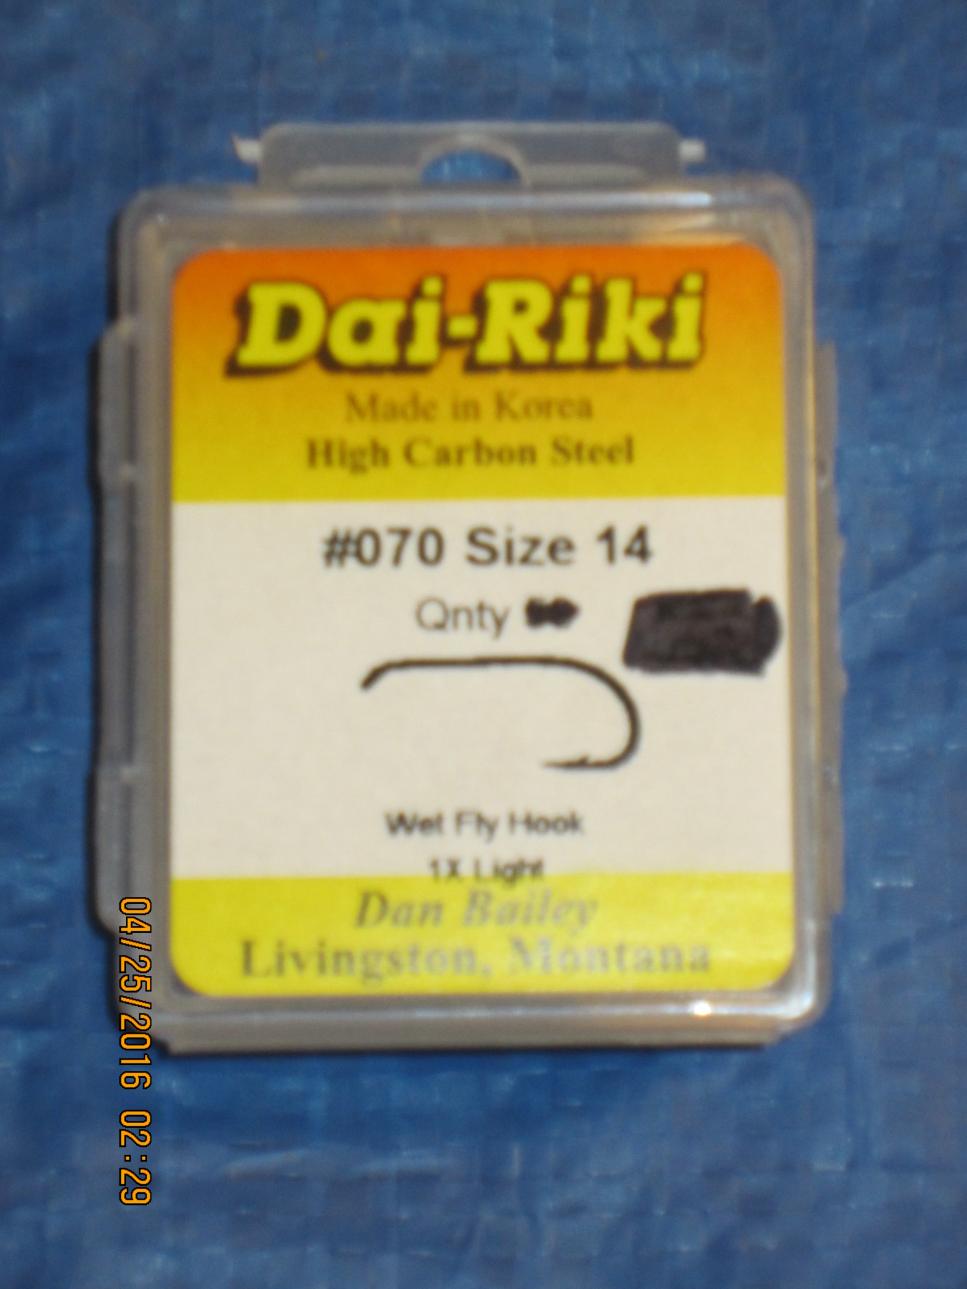 Dai-Riki
Made in Korea
High Carbon Steel
#070 Size 14
Qnty
Wet Fly Hook
1X Light
Dan Bailey
Livingston, Montana
04/25/2016 02:29